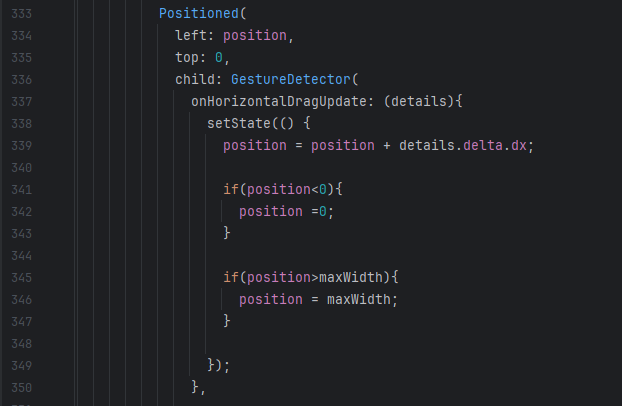 333 Positioned(
334 left: position,
335 top: 0,
336 child: GestureDetector(
337 onHorizontalDragUpdate: (details){
338 setState(() {
339 position = position + details.delta.dx;
340
341 if(position<0){
342 position =0;
343 }
344
345 if(position>maxWidth){
346 position = maxWidth;
347 }
348
349 });
350 },